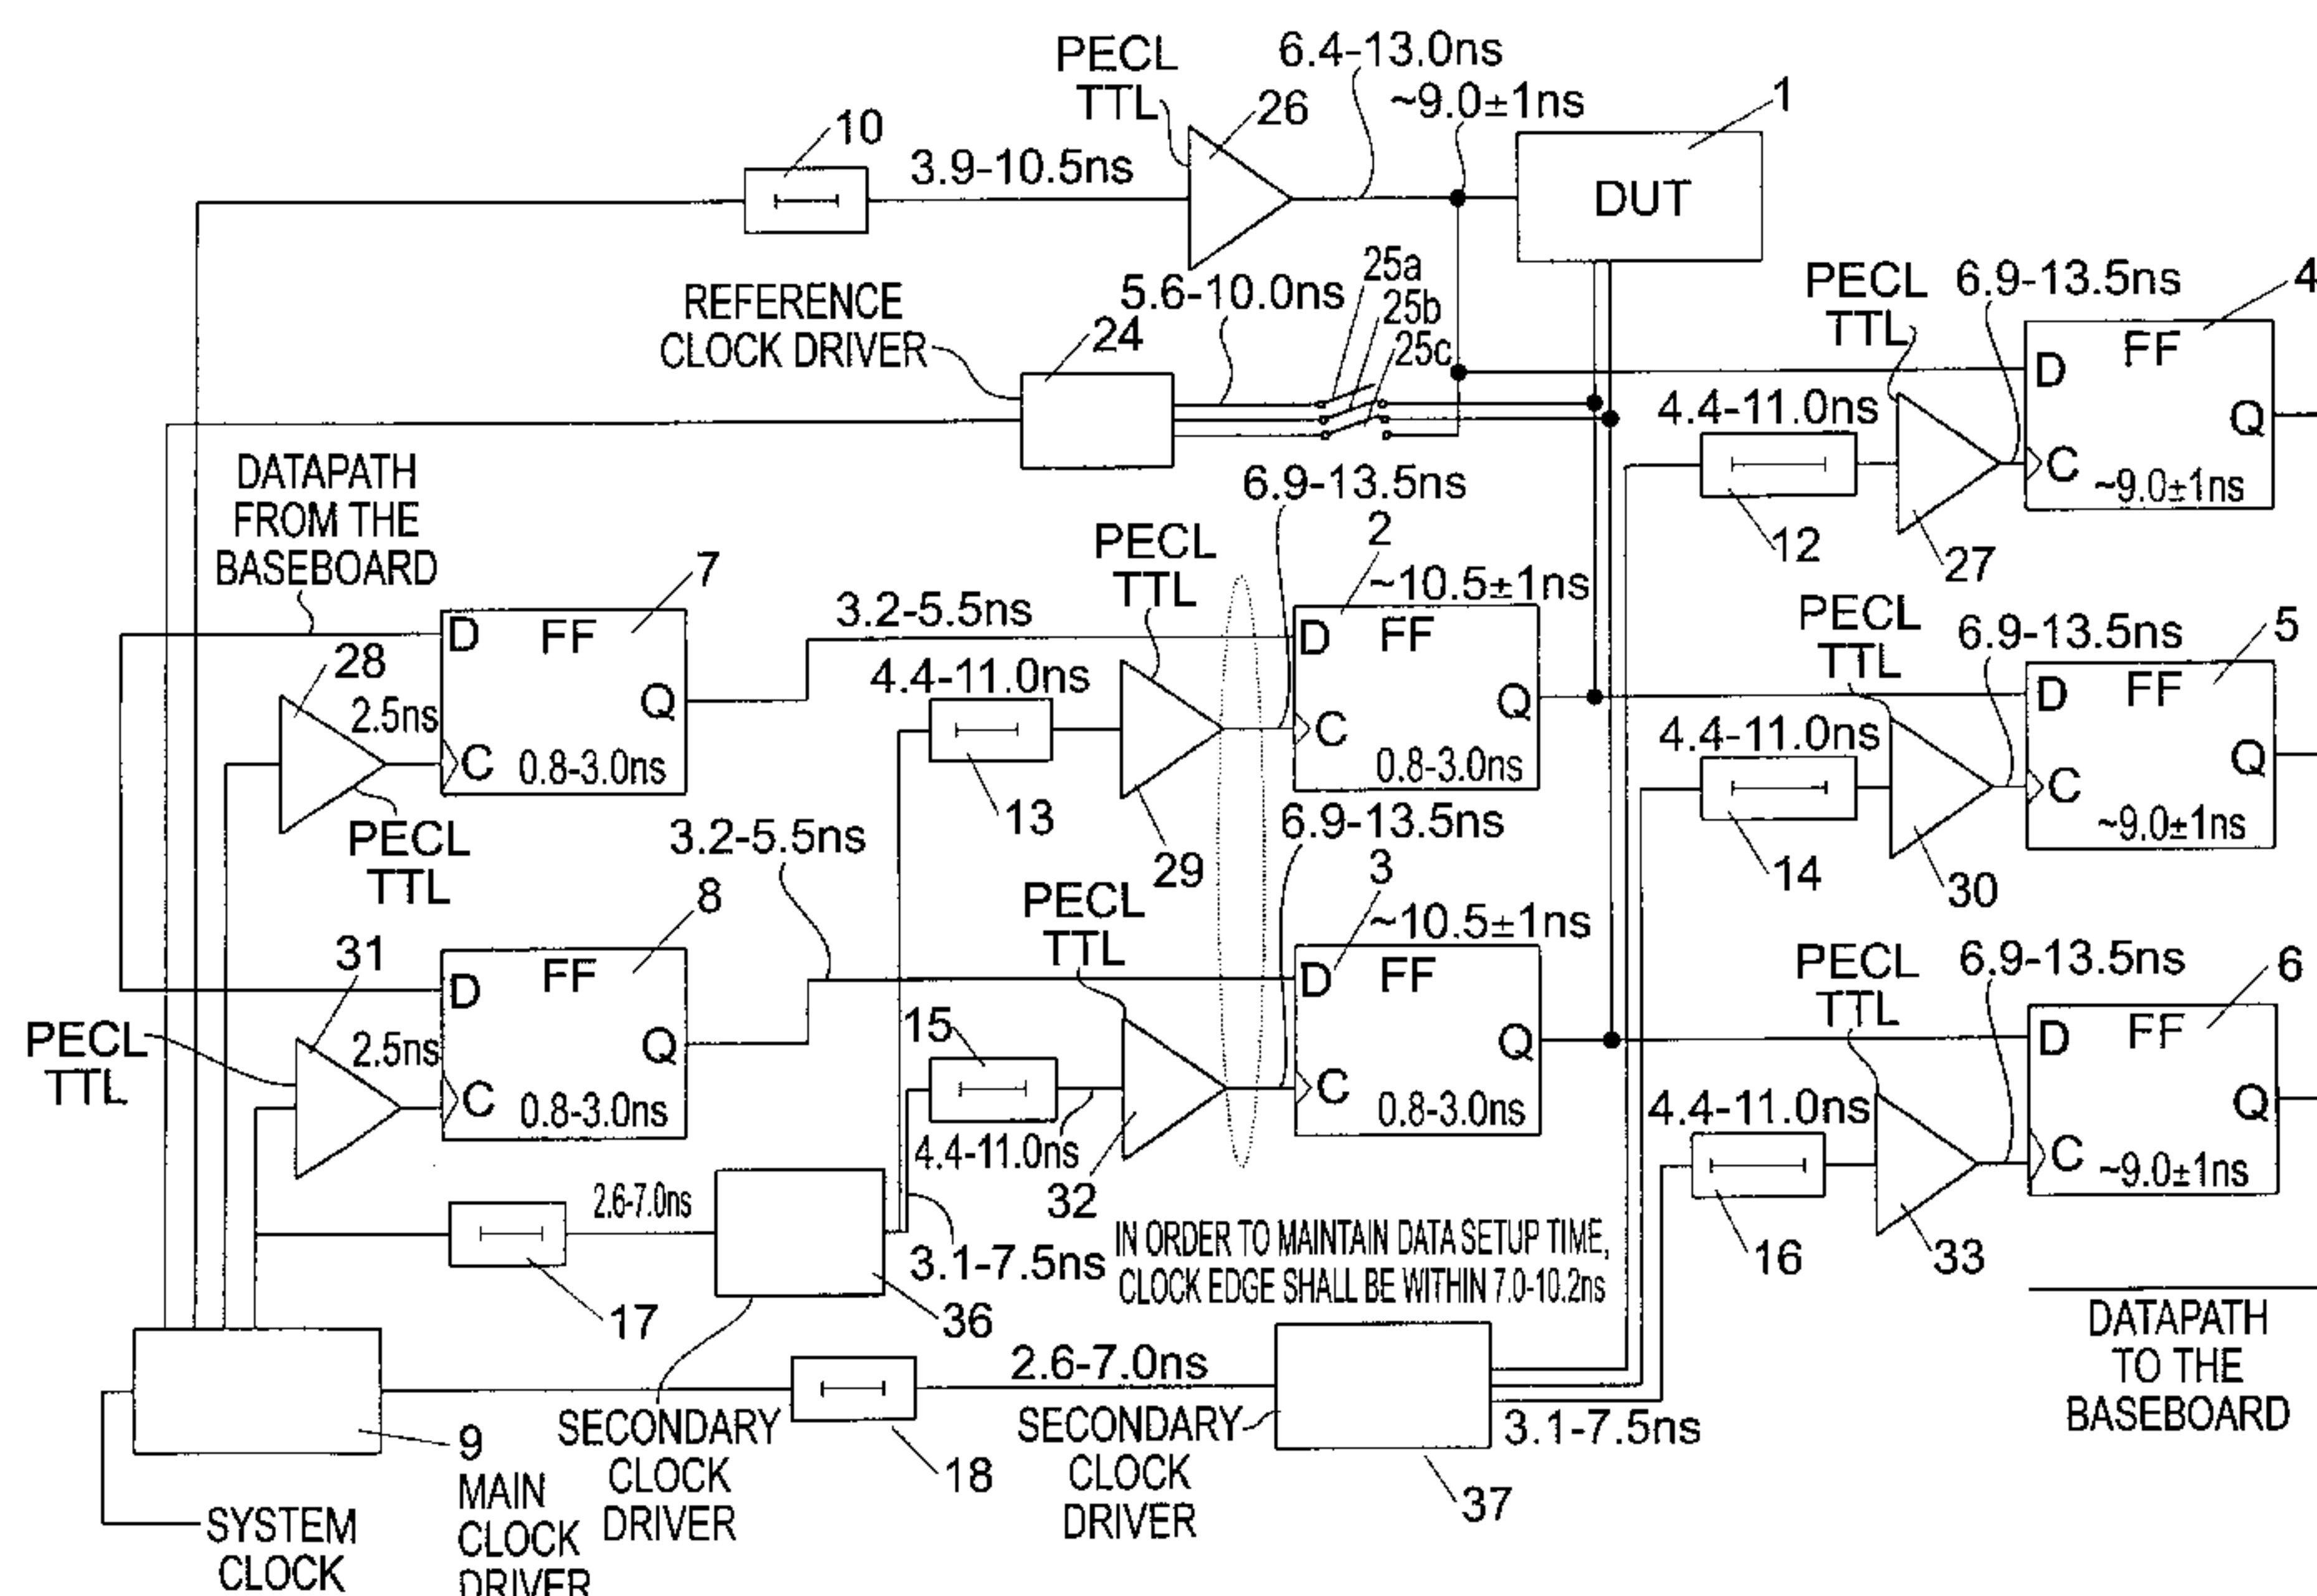 PECL
TTL
6.4-13.0ns
~9.0±1ns
1
10
26
3.9-10.5ns
DUT
REFERENCE
CLOCK DRIVER
24
5.6-10.0ns
25a
25b
25c
PECL
TTL
6.9-13.5ns
4
D
FF
Q
C
~9.0±1ns
4.4-11.0ns
12
27
DATAPATH
FROM THE
BASEBOARD
7
D
FF
Q
C
0.8-3.0ns
28
2.5ns
PECL
TTL
3.2-5.5ns
6.9-13.5ns
PECL
TTL
2
~10.5±1ns
D
FF
Q
C
0.8-3.0ns
4.4-11.0ns
13
29
PECL
TTL
6.9-13.5ns
5
D
FF
Q
C
~9.0±1ns
4.4-11.0ns
14
30
3.2-5.5ns
8
D
FF
Q
C
0.8-3.0ns
31
2.5ns
PECL
TTL
PECL
TTL
6.9-13.5ns
3
~10.5±1ns
D
FF
Q
C
0.8-3.0ns
15
4.4-11.0ns
32
PECL
TTL
6.9-13.5ns
6
D
FF
Q
C
~9.0±1ns
4.4-11.0ns
16
33
2.6-7.0ns
17
36
3.1-7.5ns
IN ORDER TO MAINTAIN DATA SETUP TIME,
CLOCK EDGE SHALL BE WITHIN 7.0-10.2ns
9
MAIN
CLOCK
DRIVER
SYSTEM
CLOCK
SECONDARY
CLOCK
DRIVER
18
2.6-7.0ns
SECONDARY
CLOCK
DRIVER
37
3.1-7.5ns
DATAPATH
TO THE
BASEBOARD